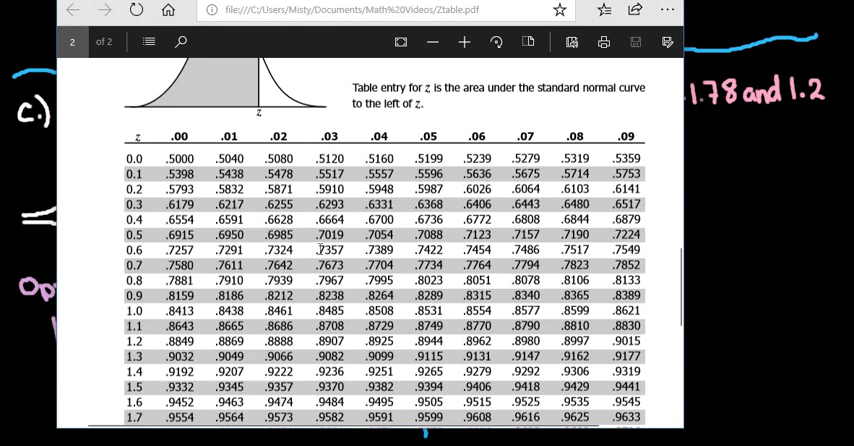 file:///C:/Users/Misty/Documents/Math%20Videos/Ztable.pdf
2 of 2
Table entry for z is the area under the standard normal curve
to the left of z.
z
c.)
1.78 and 1.2
z .00 .01 .02 .03 .04 .05 .06 .07 .08 .09
0.0 .5000 .5040 .5080 .5120 .5160 .5199 .5239 .5279 .5319 .5359
0.1 .5398 .5438 .5478 .5517 .5557 .5596 .5636 .5675 .5714 .5753
0.2 .5793 .5832 .5871 .5910 .5948 .5987 .6026 .6064 .6103 .6141
0.3 .6179 .6217 .6255 .6293 .6331 .6368 .6406 .6443 .6480 .6517
0.4 .6554 .6591 .6628 .6664 .6700 .6736 .6772 .6808 .6844 .6879
0.5 .6915 .6950 .6985 .7019 .7054 .7088 .7123 .7157 .7190 .7224
0.6 .7257 .7291 .7324 .7357 .7389 .7422 .7454 .7486 .7517 .7549
0.7 .7580 .7611 .7642 .7673 .7704 .7734 .7764 .7794 .7823 .7852
0.8 .7881 .7910 .7939 .7967 .7995 .8023 .8051 .8078 .8106 .8133
0.9 .8159 .8186 .8212 .8238 .8264 .8289 .8315 .8340 .8365 .8389
1.0 .8413 .8438 .8461 .8485 .8508 .8531 .8554 .8577 .8599 .8621
1.1 .8643 .8665 .8686 .8708 .8729 .8749 .8770 .8790 .8810 .8830
1.2 .8849 .8869 .8888 .8907 .8925 .8944 .8962 .8980 .8997 .9015
1.3 .9032 .9049 .9066 .9082 .9099 .9115 .9131 .9147 .9162 .9177
1.4 .9192 .9207 .9222 .9236 .9251 .9265 .9279 .9292 .9306 .9319
1.5 .9332 .9345 .9357 .9370 .9382 .9394 .9406 .9418 .9429 .9441
1.6 .9452 .9463 .9474 .9484 .9495 .9505 .9515 .9525 .9535 .9545
1.7 .9554 .9564 .9573 .9582 .9591 .9599 .9608 .9616 .9625 .9633